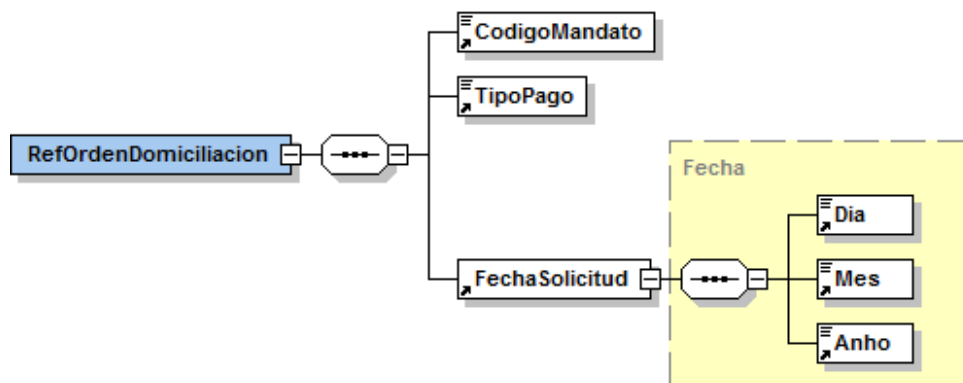 CodigoMandato
TipoPago
RefOrdenDomiciliacion
Fecha
Dia
FechaSolicitud
Mes
Anho